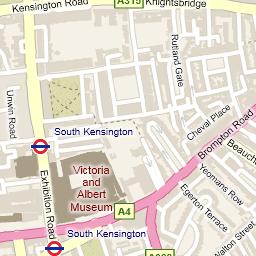 Kensington Road
A315
Knightsbridge
Rutland Gate
Unwin Road
South Kensington
Cheval Place
Brompton Road
Beauch
Victoria
and
Albert
Museum
Exhibition Road
Yeomans Row
Egerton Terrace
A4
South Kensington
Walton Street